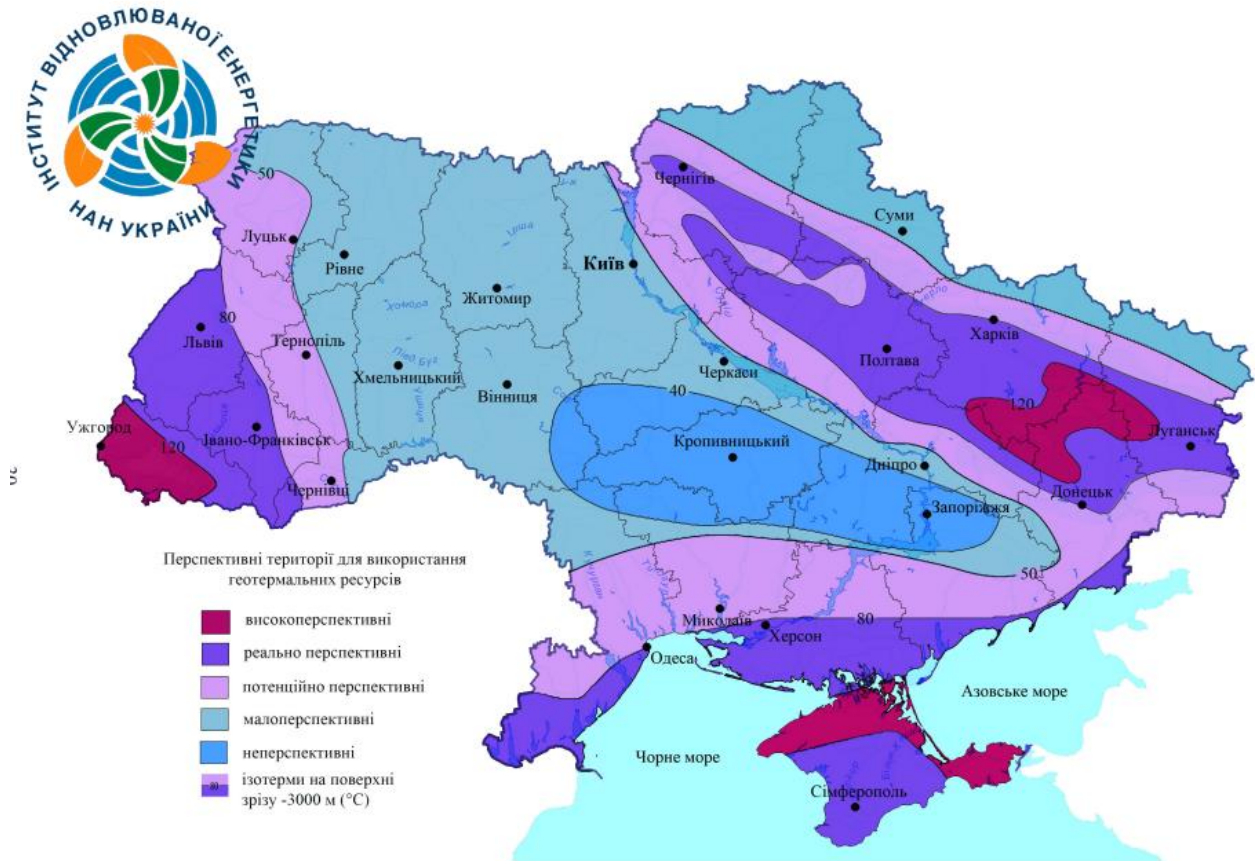 ІНСТИТУТ ВІДНОВЛЮВАНОЇ ЕНЕРГЕТИКИ
НАН УКРАЇНИ
50
Чернігів
Суми
Луцьк
Рівне
Київ
Житомир
Харків
80
Львів
Тернопіль
Хмельницький
Вінниця
Черкаси
Полтава
40
120
Ужгород
Івано-Франківськ
120
Кропивницький
Луганськ
Дніпро
Чернівці
Запоріжжя
Донецьк
50
Перспективні території для використання
геотермальних ресурсів
високоперспективні
реально перспективні
потенційно перспективні
малоперспективні
неперспективні
80
ізотерми на поверхні
зрізу -3000 м (°C)
Миколаїв
Херсон
80
Одеса
Азовське море
Чорне море
Сімферополь